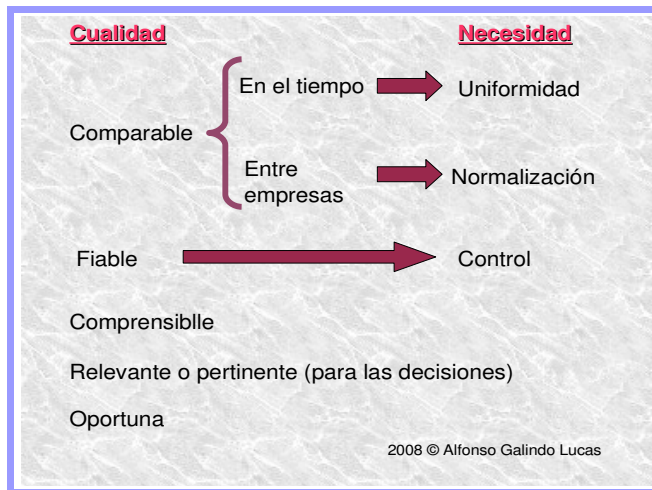 Cualidad Necesidad
En el tiempo Uniformidad
Comparable
Entre
empresas Normalización
Fiable Control
Comprensiblle
Relevante o pertinente (para las decisiones)
Oportuna
2008 © Alfonso Galindo Lucas